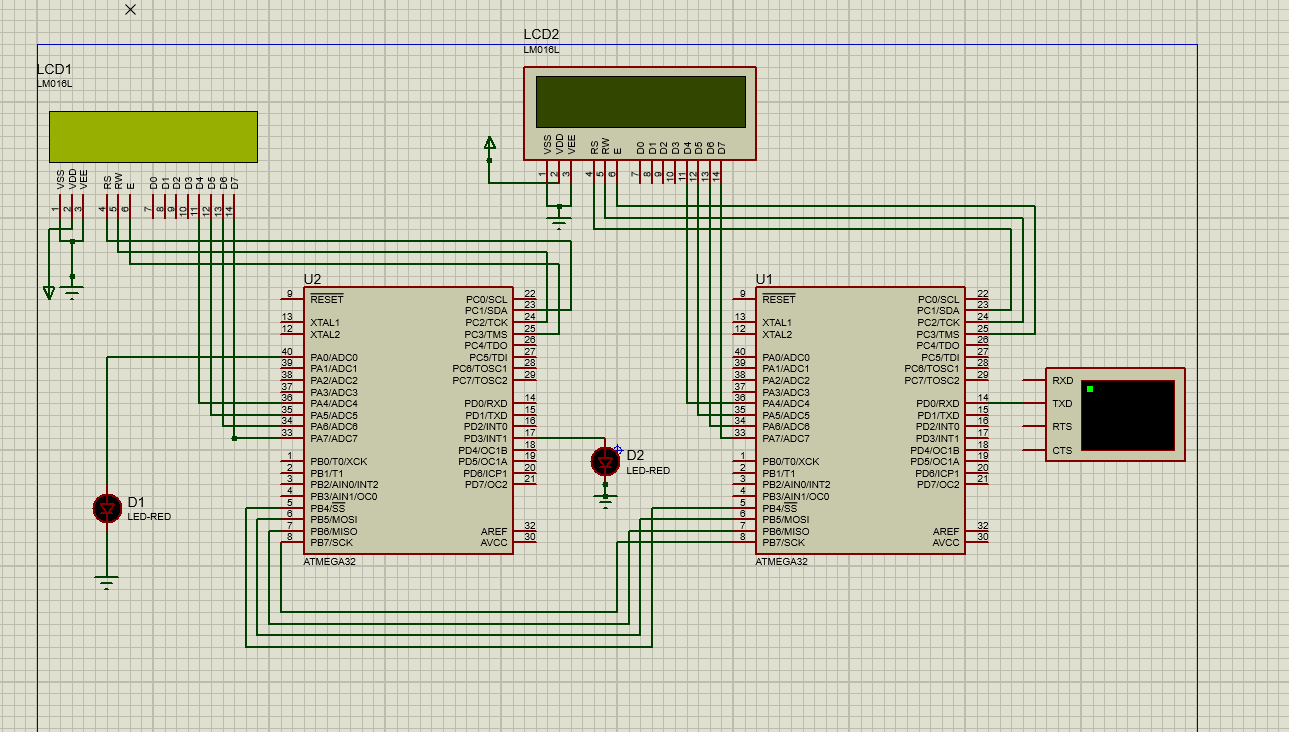 LCD2
LM016L
LCD1
LM016L
VSS VDD VEE RS RW E D0 D1 D2 D3 D4 D5 D6 D7
1 2 3 4 5 6 7 8 9 10 11 12 13 14
VSS VDD VEE RS RW E D0 D1 D2 D3 D4 D5 D6 D7
1 2 3 4 5 6 7 8 9 10 11 12 13 14
U2
9 RESET PC0/SCL 22
PC1/SDA 23
13 XTAL1 PC2/TCK 24
12 XTAL2 PC3/TMS 25
PC4/TDO 26
40 PA0/ADC0 PC5/TDI 27
39 PA1/ADC1 PC6/TOSC1 28
38 PA2/ADC2 PC7/TOSC2 29
37 PA3/ADC3
36 PA4/ADC4 PD0/RXD 14
35 PA5/ADC5 PD1/TXD 15
34 PA6/ADC6 PD2/INT0 16
33 PA7/ADC7 PD3/INT1 17
PD4/OC1B 18
1 PB0/T0/XCK PD5/OC1A 19
2 PB1/T1 PD6/ICP1 20
3 PB2/AIN0/INT2 PD7/OC2 21
4 PB3/AIN1/OC0
5 PB4/SS
6 PB5/MOSI
7 PB6/MISO AREF 32
8 PB7/SCK AVCC 30
ATMEGA32
U1
9 RESET PC0/SCL 22
PC1/SDA 23
13 XTAL1 PC2/TCK 24
12 XTAL2 PC3/TMS 25
PC4/TDO 26
40 PA0/ADC0 PC5/TDI 27
39 PA1/ADC1 PC6/TOSC1 28
38 PA2/ADC2 PC7/TOSC2 29
37 PA3/ADC3
36 PA4/ADC4 PD0/RXD 14
35 PA5/ADC5 PD1/TXD 15
34 PA6/ADC6 PD2/INT0 16
33 PA7/ADC7 PD3/INT1 17
PD4/OC1B 18
1 PB0/T0/XCK PD5/OC1A 19
2 PB1/T1 PD6/ICP1 20
3 PB2/AIN0/INT2 PD7/OC2 21
4 PB3/AIN1/OC0
5 PB4/SS
6 PB5/MOSI
7 PB6/MISO AREF 32
8 PB7/SCK AVCC 30
ATMEGA32
RXD
TXD
RTS
CTS
D2
LED-RED
D1
LED-RED